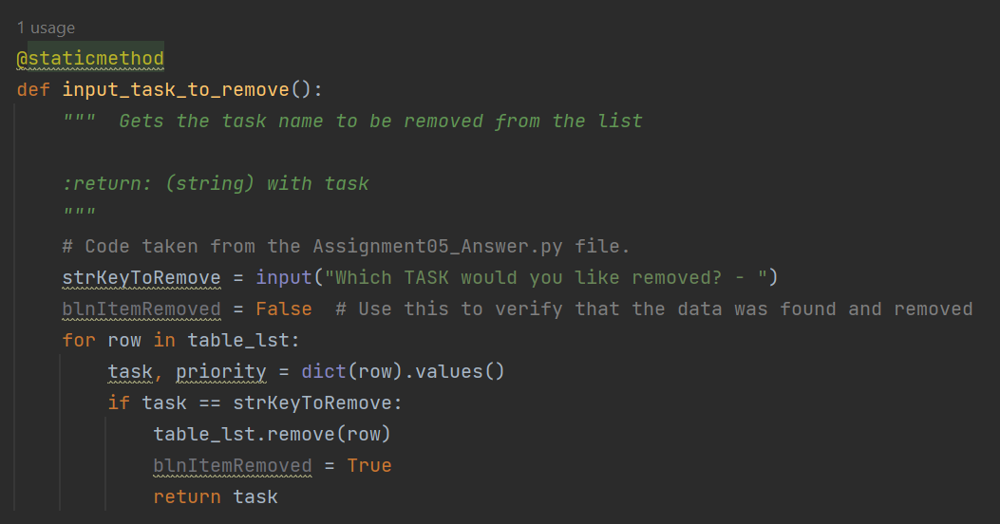 1 usage
@staticmethod
def input_task_to_remove():
    """  Gets the task name to be removed from the list

    :return: (string) with task
    """
    # Code taken from the Assignment05_Answer.py file.
    strKeyToRemove = input("Which TASK would you like removed? - ")
    blnItemRemoved = False  # Use this to verify that the data was found and removed
    for row in table_lst:
        task, priority = dict(row).values()
        if task == strKeyToRemove:
            table_lst.remove(row)
            blnItemRemoved = True
            return task